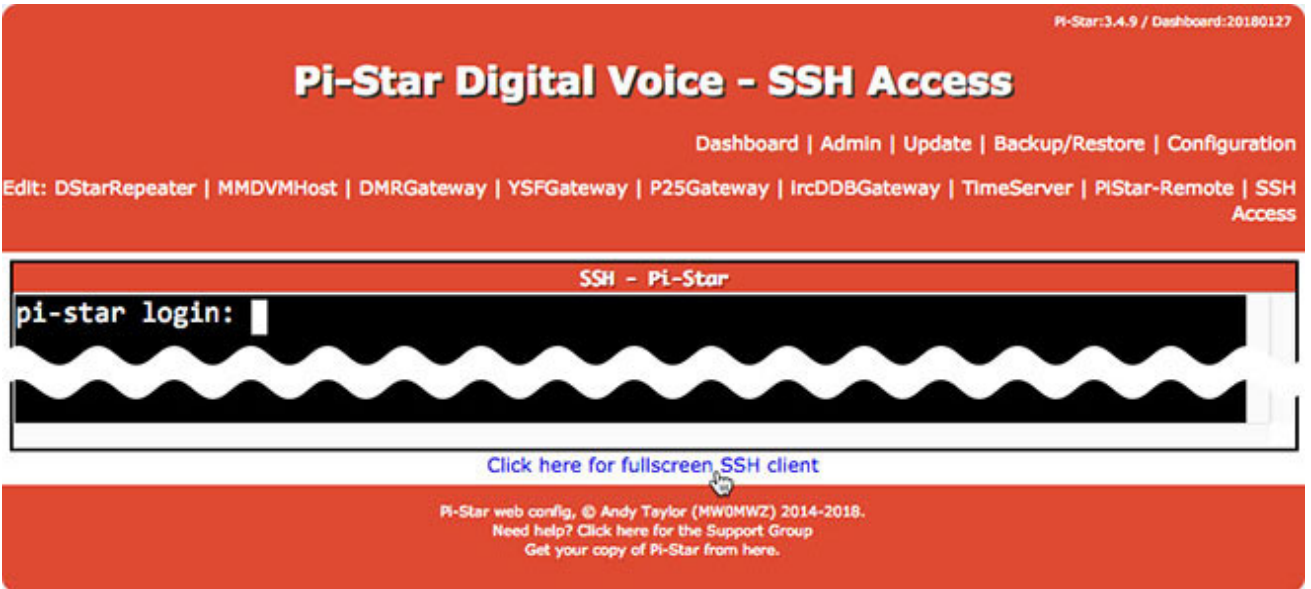 Pi-Star:3.4.9 / Dashboard:20180127
Pi-Star Digital Voice - SSH Access
Dashboard | Admin | Update | Backup/Restore | Configuration
Edit: DStarRepeater | MMDVMHost | DMRGateway | YSFGateway | P25Gateway | ircDDBGateway | TimeServer | PiStar-Remote | SSH
Access
SSH - Pi-Star
pi-star login:
Click here for fullscreen SSH client
Pi-Star web config, © Andy Taylor (MW0MWZ) 2014-2018.
Need help? Click here for the Support Group
Get your copy of Pi-Star from here.